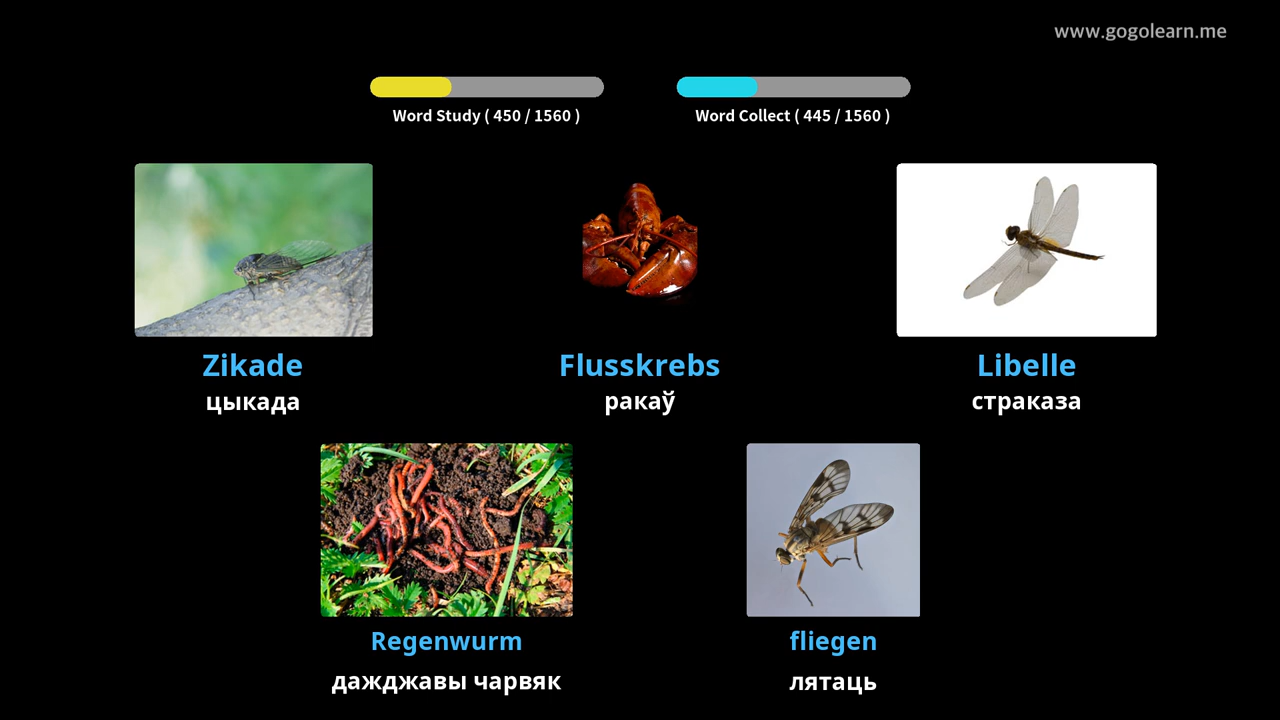 www.gogolearn.me
Word Study ( 450 / 1560 )
Word Collect ( 445 / 1560 )
Zikade
цыкада
Flusskrebs
ракаў
Libelle
страказа
Regenwurm
дажджавы чарвяк
fliegen
лятаць